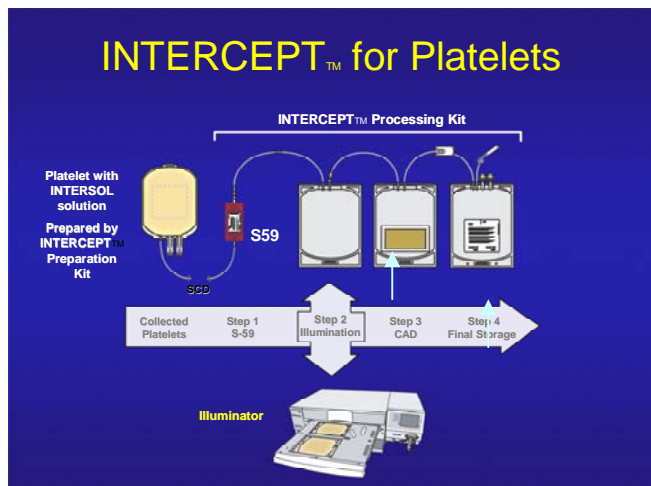 INTERCEPT™ for Platelets
INTERCEPT™ Processing Kit
Platelet with
INTERSOL
solution
Prepared by
INTERCEPT™
Preparation
Kit
S59
SCD
Collected
Platelets
Step 1
S-59
Step 2
Illumination
Step 3
CAD
Step 4
Final Storage
Illuminator